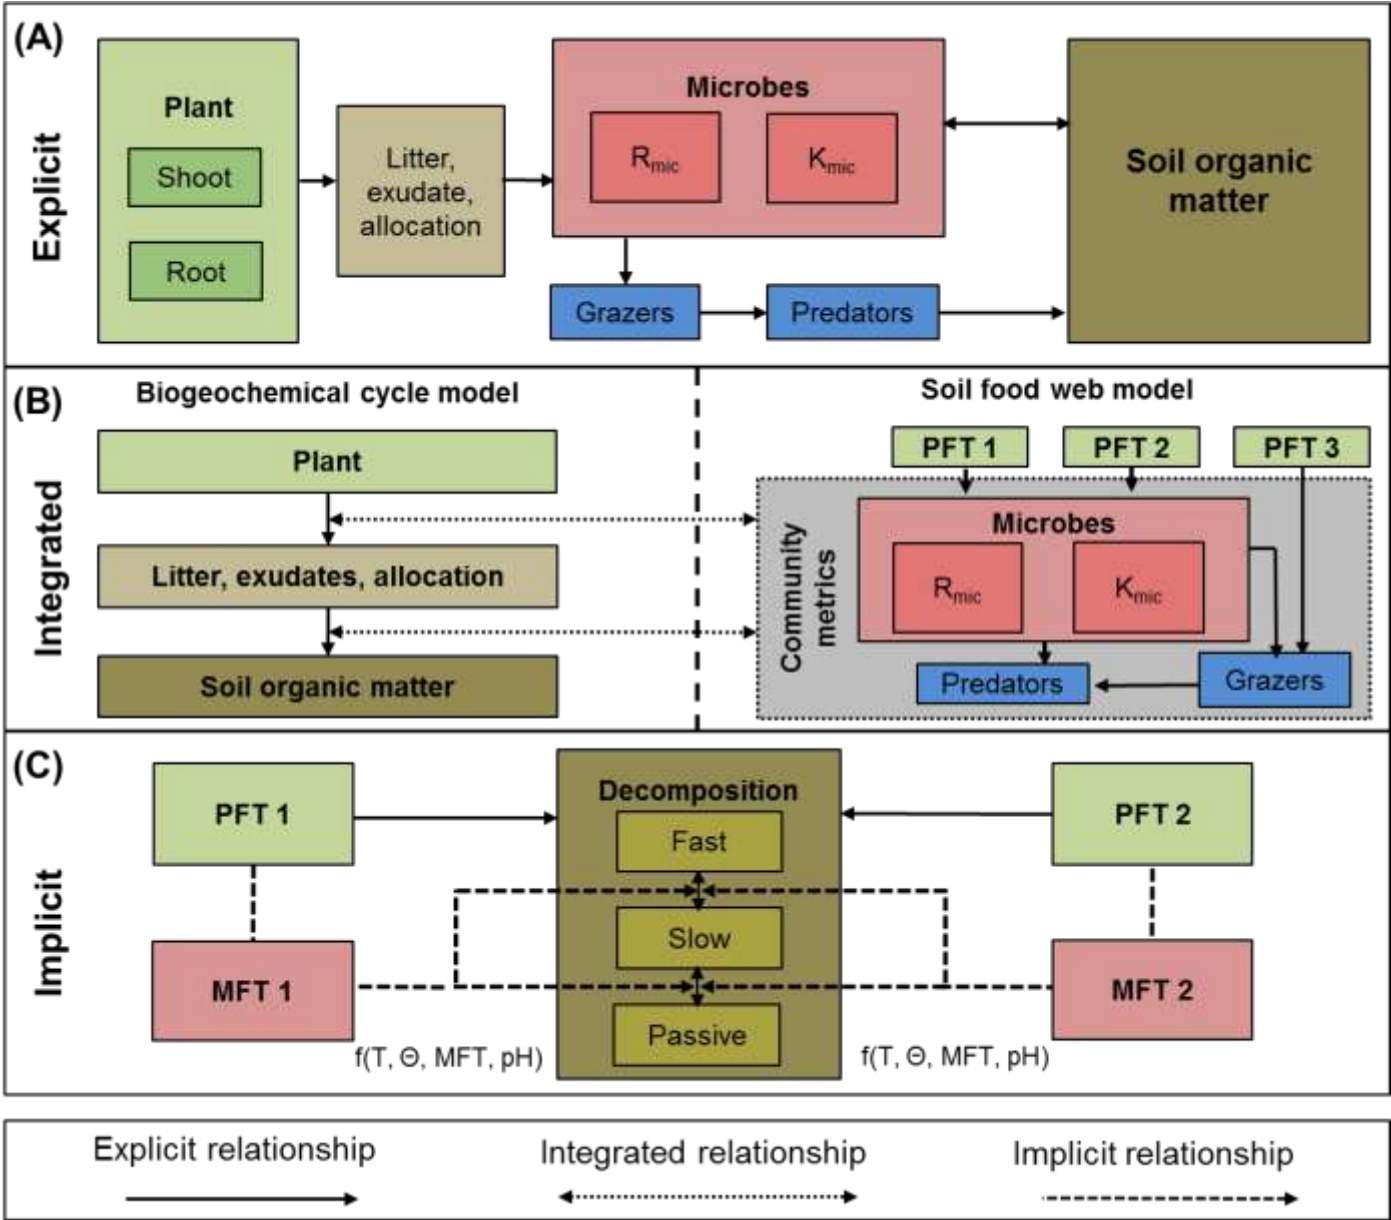 (A)
Explicit
Plant
Shoot
Root
Litter,
exudate,
allocation
Microbes
Rmic
Kmic
Grazers
Predators
Soil organic
matter
(B)
Integrated
Biogeochemical cycle model
Plant
Litter, exudates, allocation
Soil organic matter
Soil food web model
PFT 1
PFT 2
PFT 3
Community
metrics
Microbes
Rmic
Kmic
Predators
Grazers
(C)
Implicit
PFT 1
MFT 1
f(T, Θ, MFT, pH)
Decomposition
Fast
Slow
Passive
PFT 2
MFT 2
f(T, Θ, MFT, pH)
Explicit relationship
Integrated relationship
Implicit relationship